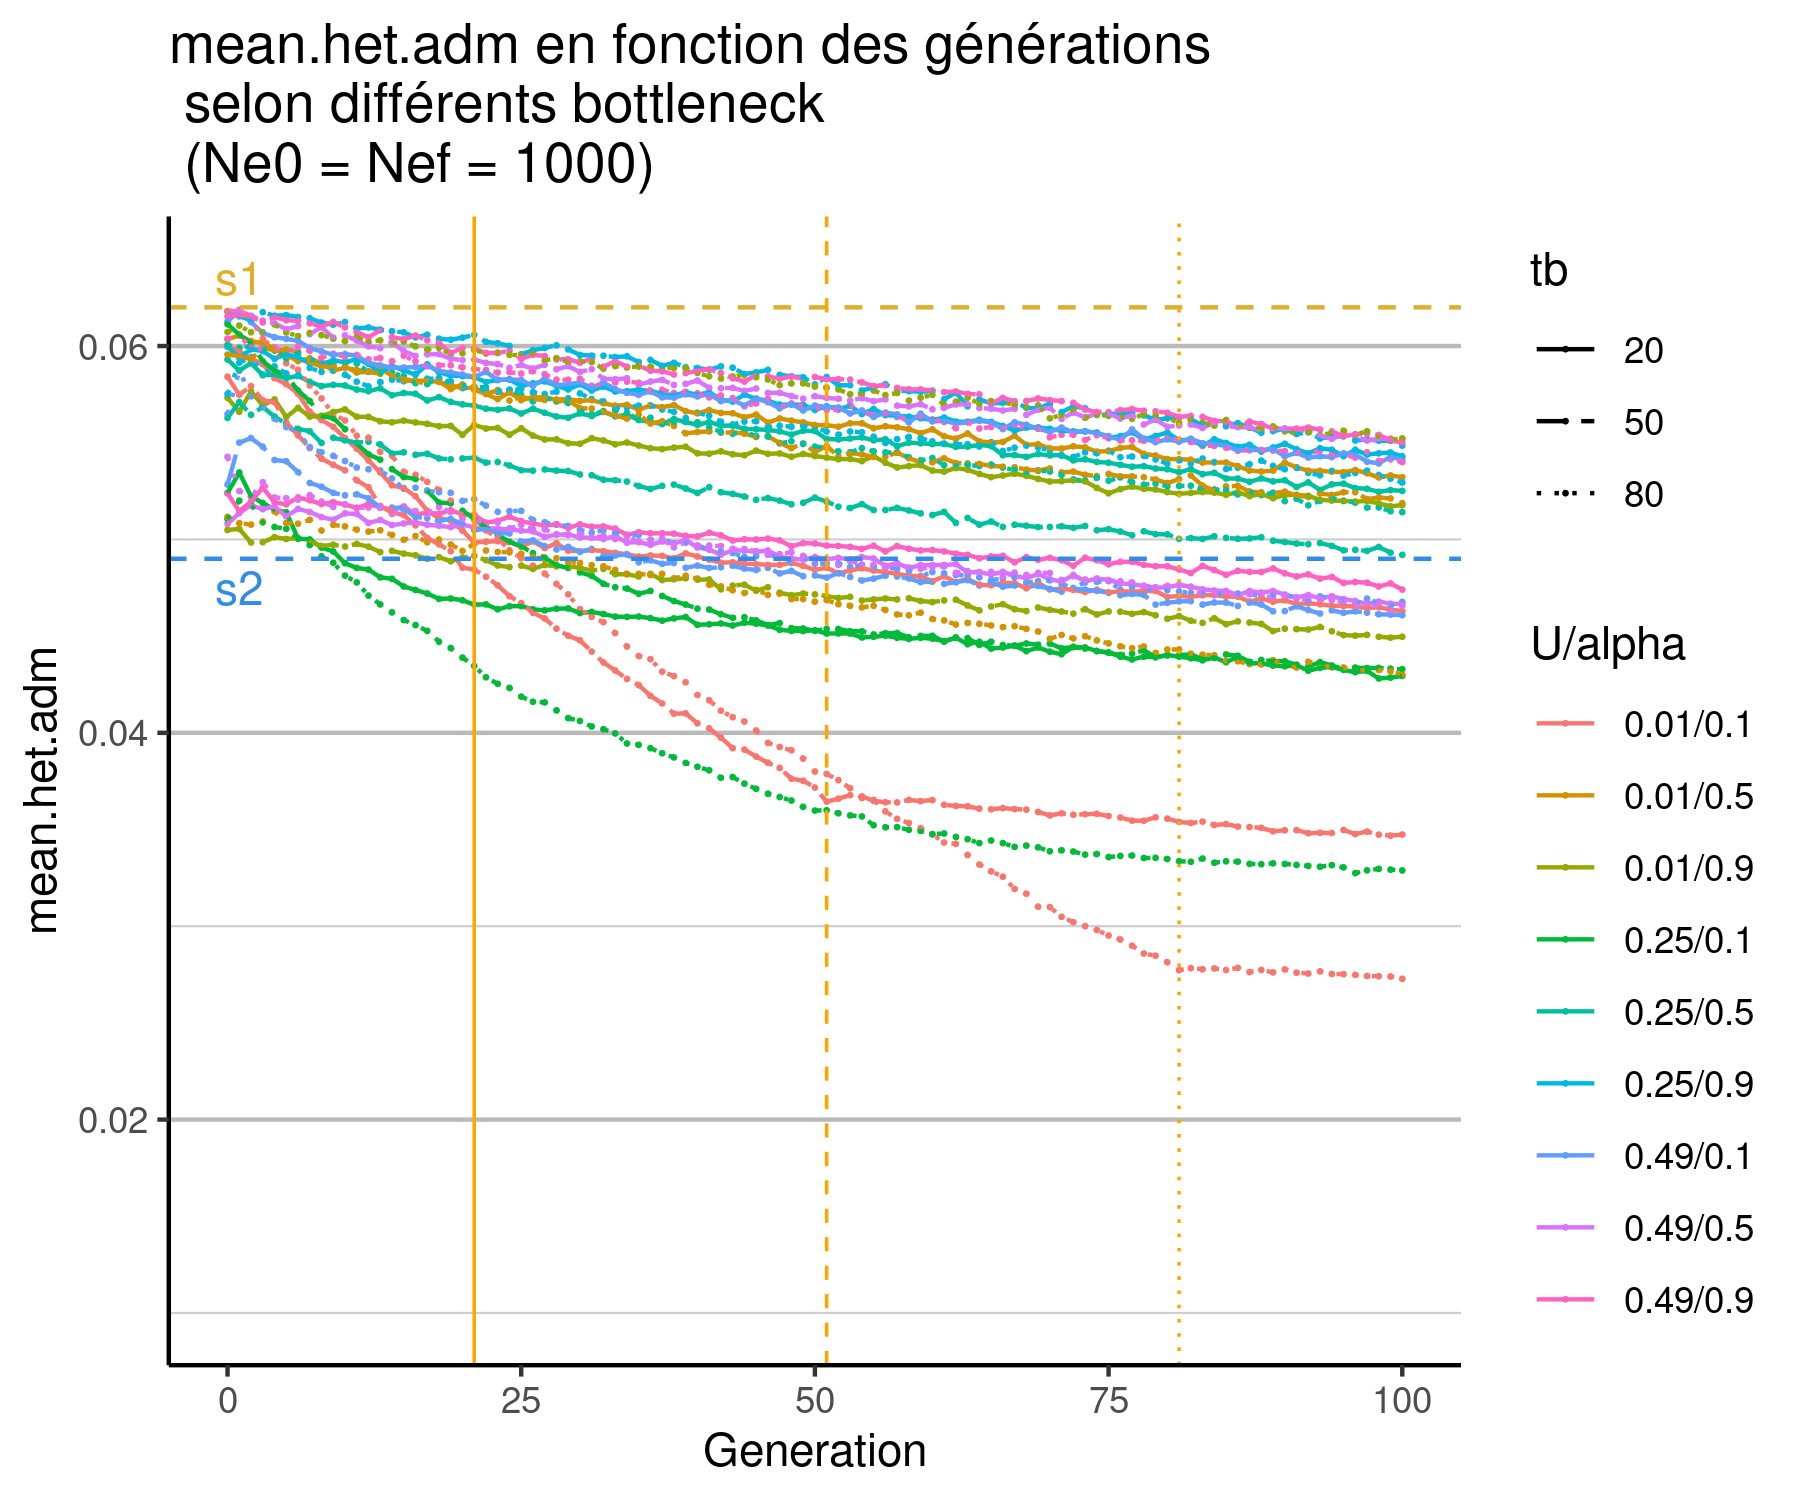 mean.het.adm en fonction des générations
selon différents bottleneck
(Ne0 = Nef = 1000)
mean.het.adm
0.06
0.04
0.02
s1
s2
0
25
50
75
100
Generation
tb
20
50
80
U/alpha
0.01/0.1
0.01/0.5
0.01/0.9
0.25/0.1
0.25/0.5
0.25/0.9
0.49/0.1
0.49/0.5
0.49/0.9